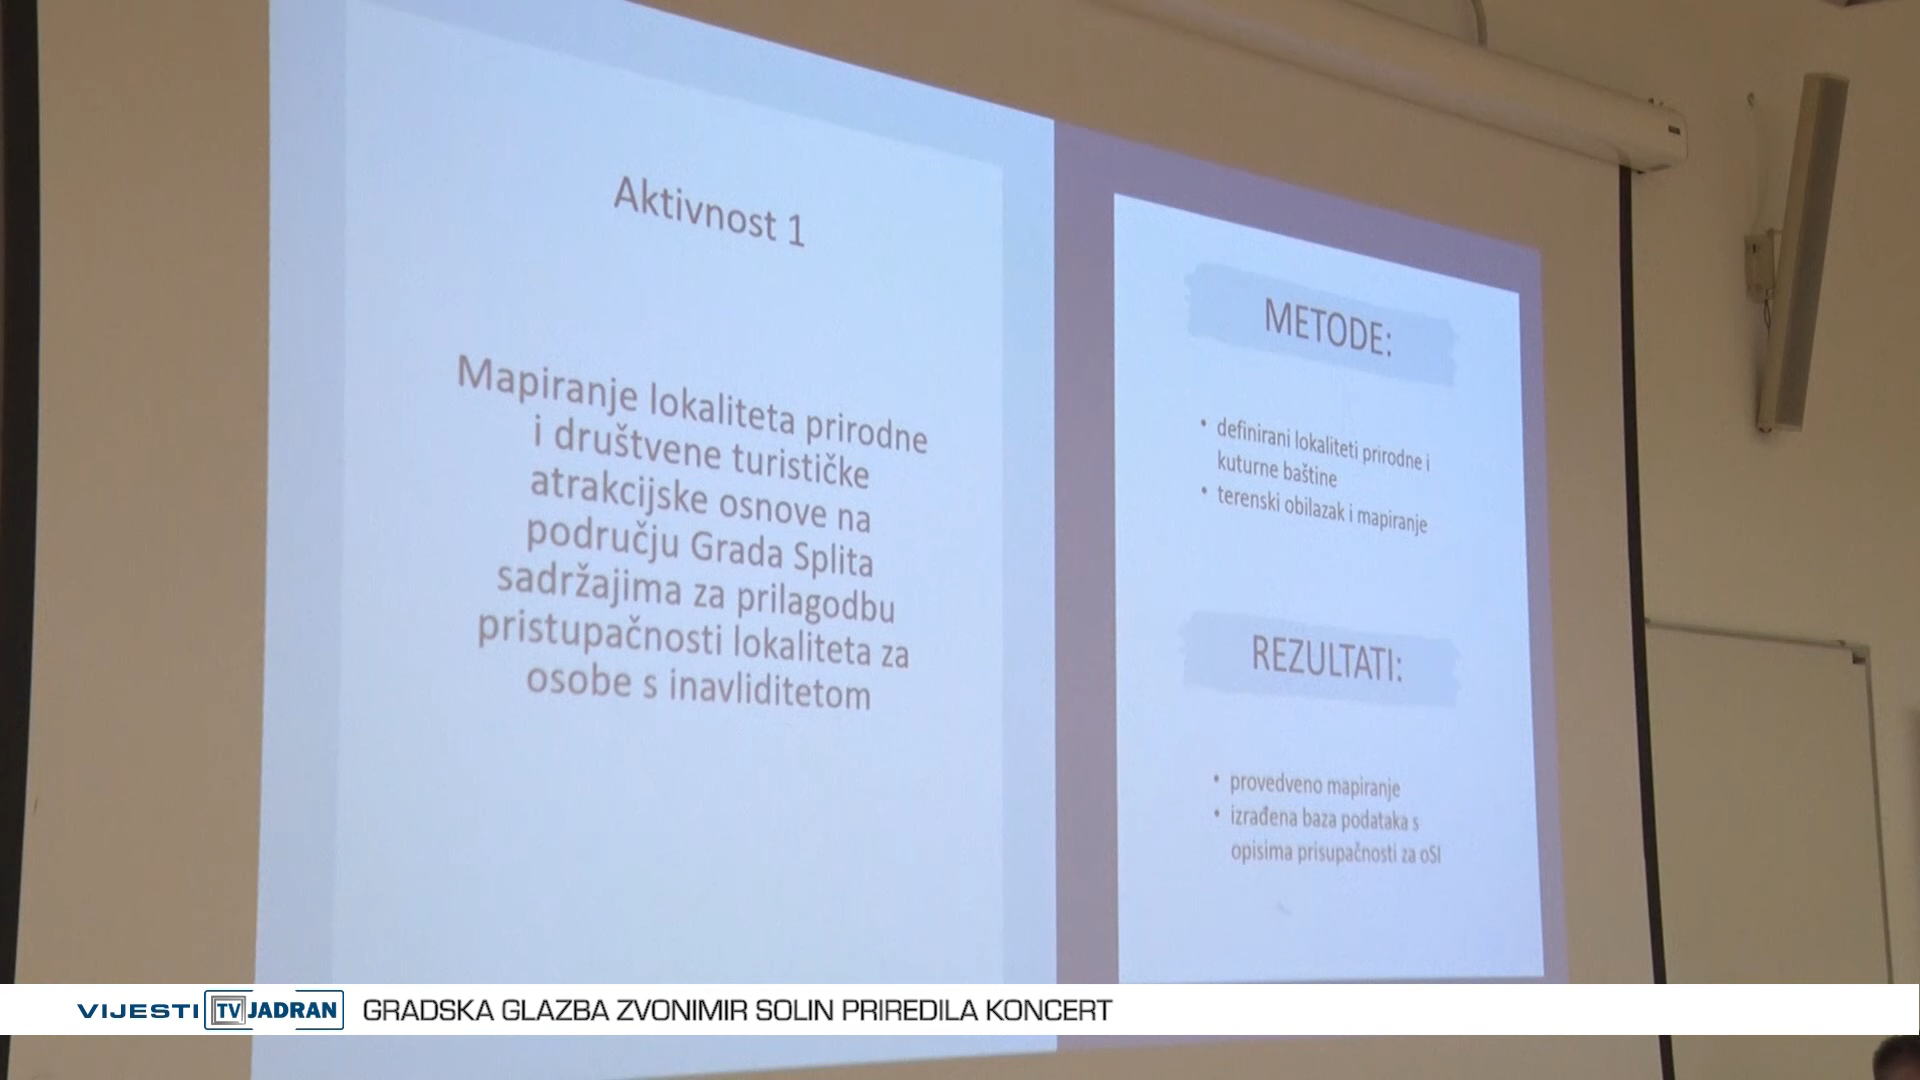 Aktivnost 1
Mapiranje lokaliteta prirodne
i društvene turističke
atrakcijske osnove na
području Grada Splita
sadržajima za prilagodbu
pristupačnosti lokaliteta za
osobe s inavliditetom
METODE:
• definirani lokaliteti prirodne i
kuturne baštine
• terenski obilazak i mapiranje
REZULTATI:
• provedveno mapiranje
• izrađena baza podataka s
opisima prisupačnosti za oSI
VIJESTI TV JADRAN GRADSKA GLAZBA ZVONIMIR SOLIN PRIREDILA KONCERT